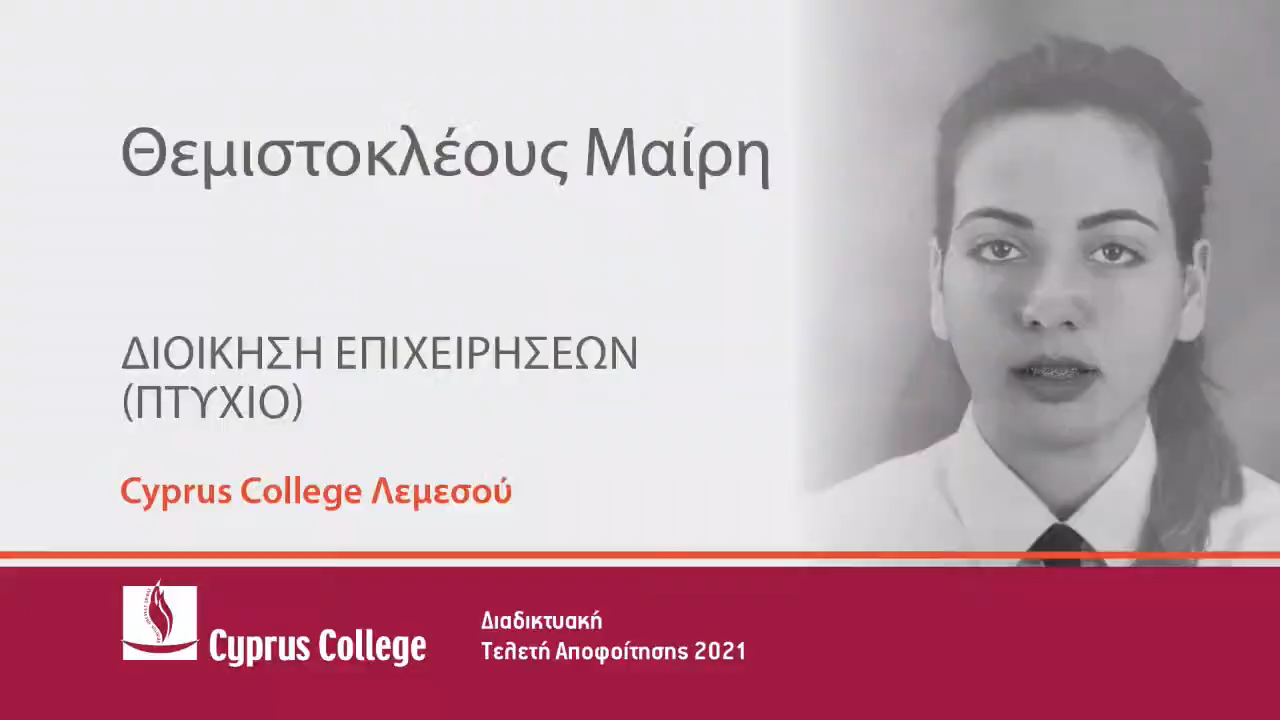 Θεμιστοκλέους Μαίρη
ΔΙΟΙΚΗΣΗ ΕΠΙΧΕΙΡΗΣΕΩΝ
(ΠΤΥΧΙΟ)
Cyprus College Λεμεσού
Cyprus College
Διαδικτυακή
Τελετή Αποφοίτησης 2021